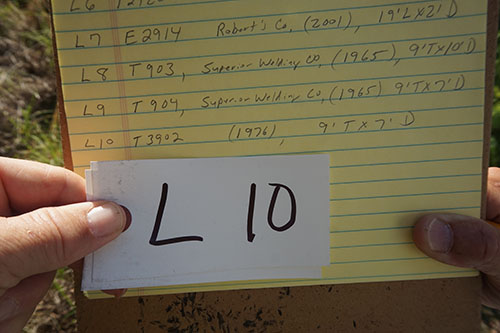 L7 E2914 Robert's Co, (2001), 19'L x 2' D
L8 T903, Superior Welding Co, (1965), 9'T x 10' D
L9 T904, Superior Welding Co, (1965) 9'T x 7' D
L10 T3902 (1976), 9' T x 7' D
L 10